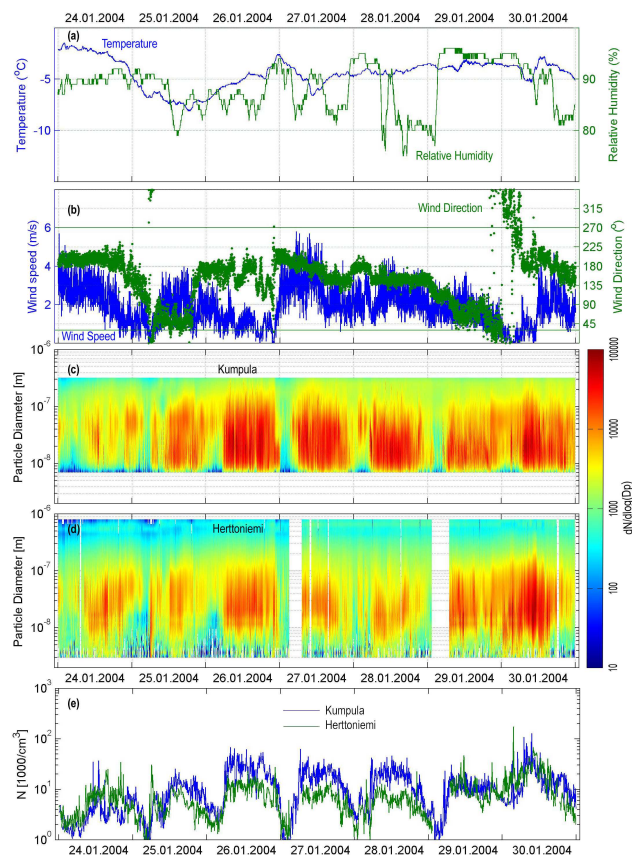 24.01.2004 25.01.2004 26.01.2004 27.01.2004 28.01.2004 29.01.2004 30.01.2004
(a)
Temperature
Temperature (°C)
-5
-10
Relative Humidity
90
80
Relative Humidity (%)
(b)
Wind Direction
Wind speed (m/s)
8
6
4
2
Wind Speed
315
270
225
180
135
90
45
Wind Direction (°)
10⁻⁶
(c)
Kumpula
Particle Diameter [m]
10⁻⁷
10⁻⁸
10⁻⁶
(d)
Herttoniemi
Particle Diameter [m]
10⁻⁷
10⁻⁸
100000
10000
1000
100
10
dN/dlog(Dp)
24.01.2004 25.01.2004 26.01.2004 27.01.2004 28.01.2004 29.01.2004 30.01.2004
10³
(e)
Kumpula
Herttoniemi
N [1000/cm³]
10²
10¹
10⁰
24.01.2004 25.01.2004 26.01.2004 27.01.2004 28.01.2004 29.01.2004 30.01.2004